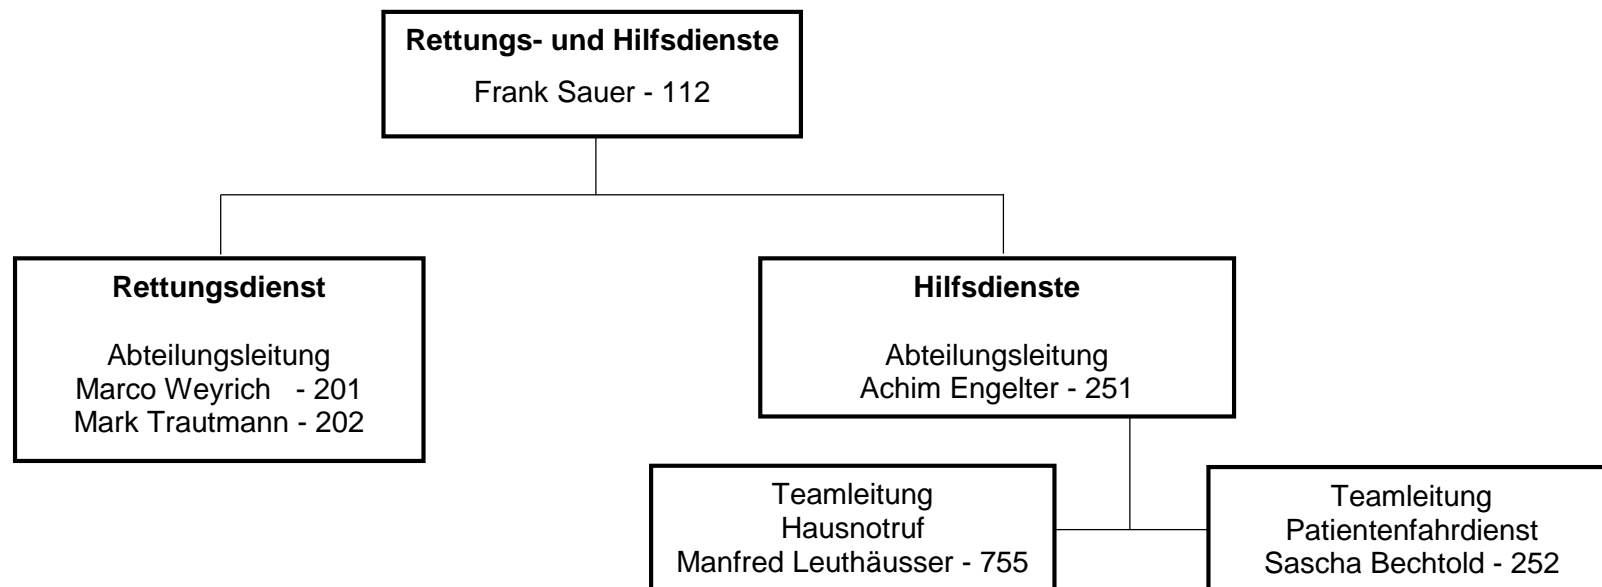 Rettungs- und Hilfsdienste
Frank Sauer - 112
Rettungsdienst
Abteilungsleitung
Marco Weyrich - 201
Mark Trautmann - 202
Hilfsdienste
Abteilungsleitung
Achim Engelter - 251
Teamleitung
Hausnotruf
Manfred Leuthäusser - 755
Teamleitung
Patientenfahrdienst
Sascha Bechtold - 252